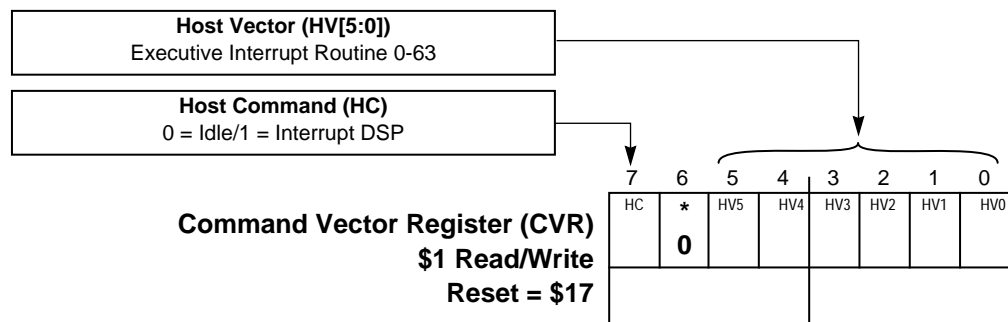 Host Vector (HV[5:0])
Executive Interrupt Routine 0-63
Host Command (HC)
0 = Idle/1 = Interrupt DSP
7 6 5 4 3 2 1 0
HC * HV5 HV4 HV3 HV2 HV1 HV0
0
Command Vector Register (CVR)
$1 Read/Write
Reset = $17